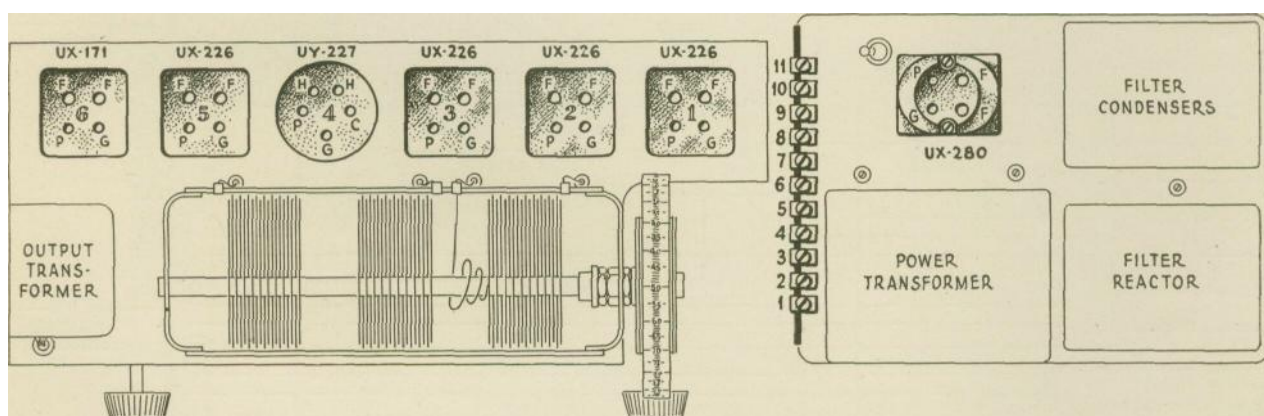 UX-171
UX-226
UY-227
UX-226
UX-226
UX-226
F F
6
P G
F F
5
P G
H H
4
P C
G
F F
3
P G
F F
2
P G
F F
1
P G
OUTPUT
TRANS-
FORMER
11
10
9
8
7
6
5
4
3
2
1
P F
G F
UX-280
FILTER
CONDENSERS
POWER
TRANSFORMER
FILTER
REACTOR